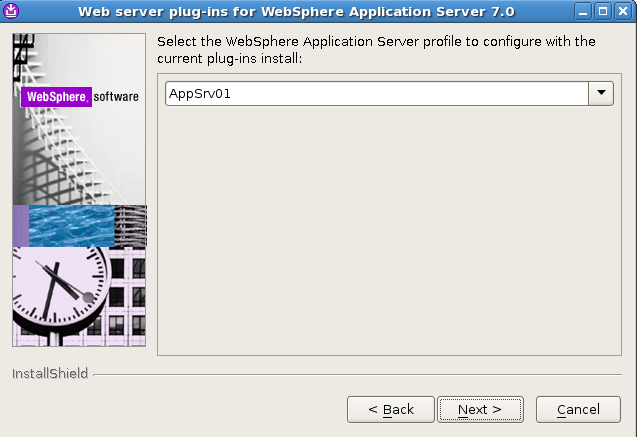 Web server plug-ins for WebSphere Application Server 7.0
Select the WebSphere Application Server profile to configure with the
current plug-ins install:
WebSphere. software
AppSrv01
InstallShield
< Back
Next >
Cancel